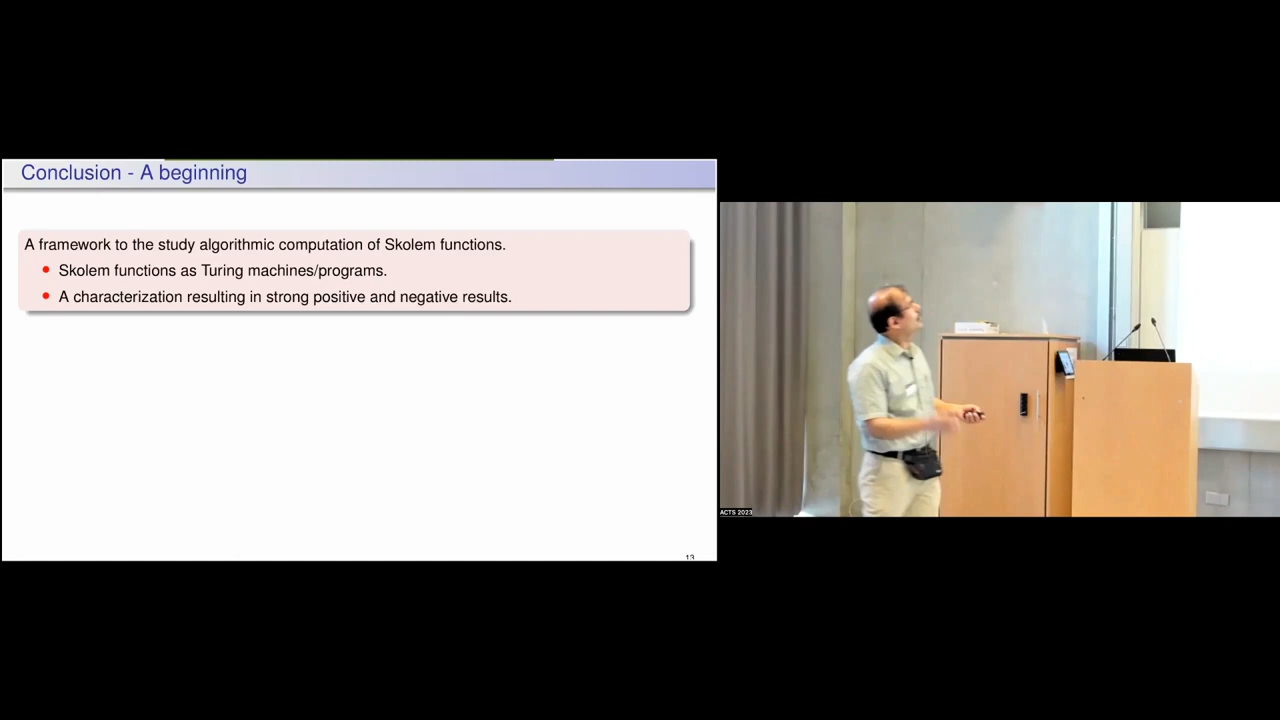 Conclusion - A beginning
A framework to the study algorithmic computation of Skolem functions.
Skolem functions as Turing machines/programs.
A characterization resulting in strong positive and negative results.
13
ACTS 2023